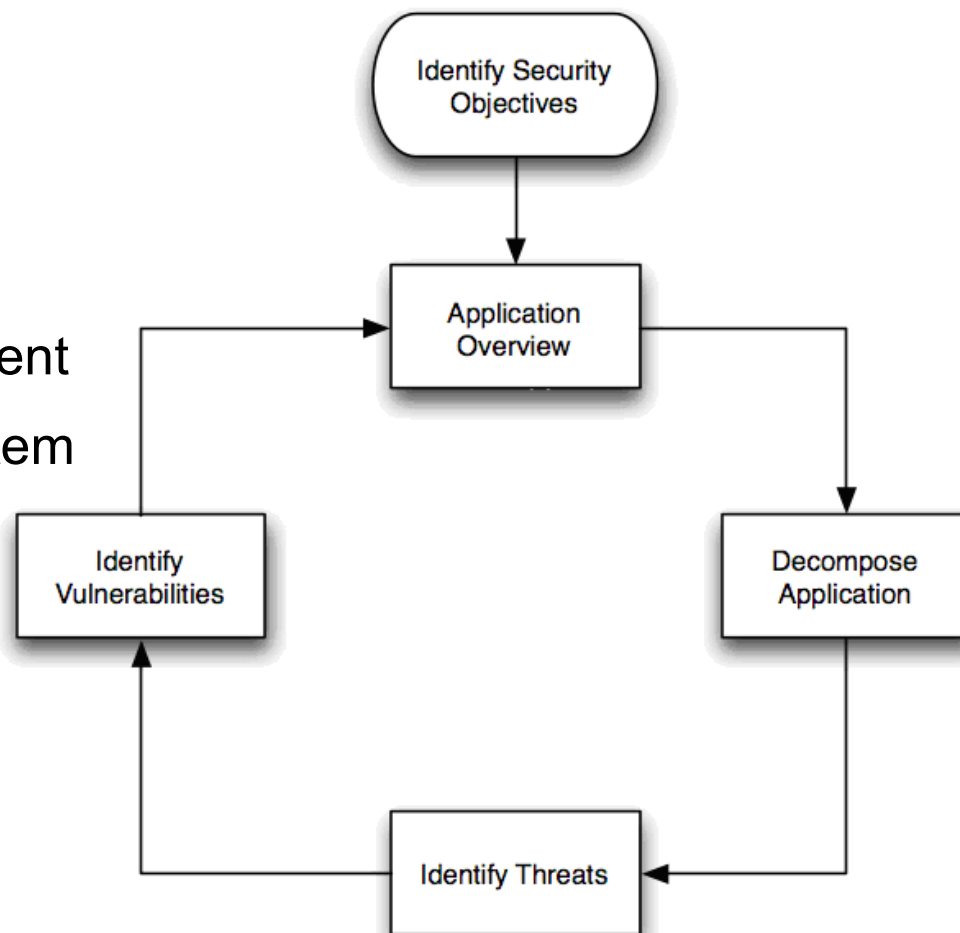 Identify Security
Objectives
Application
Overview
ent
em
Identify
Vulnerabilities
Decompose
Application
Identify Threats